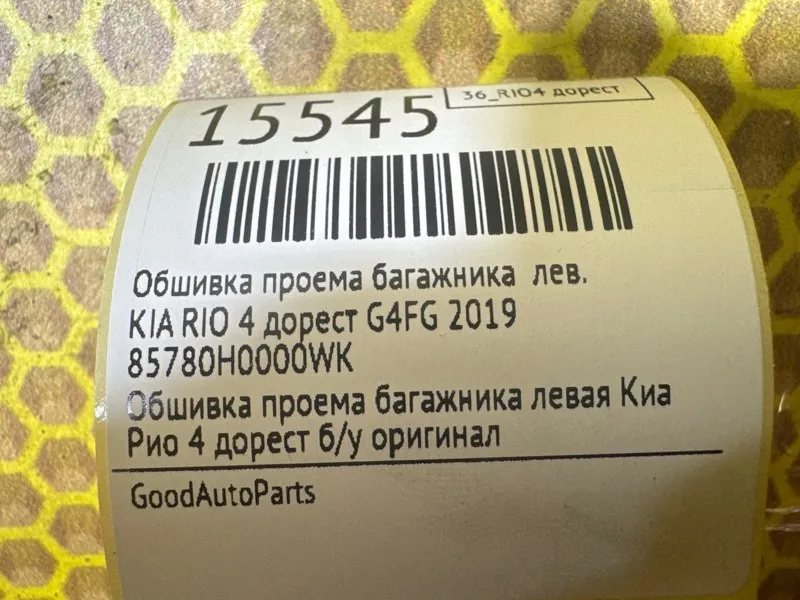 15545
36_RIO4 дорест
Обшивка проема багажника лев.
KIA RIO 4 дорест G4FG 2019
85780H0000WK
Обшивка проема багажника левая Киа
Рио 4 дорест б/у оригинал
GoodAutoParts